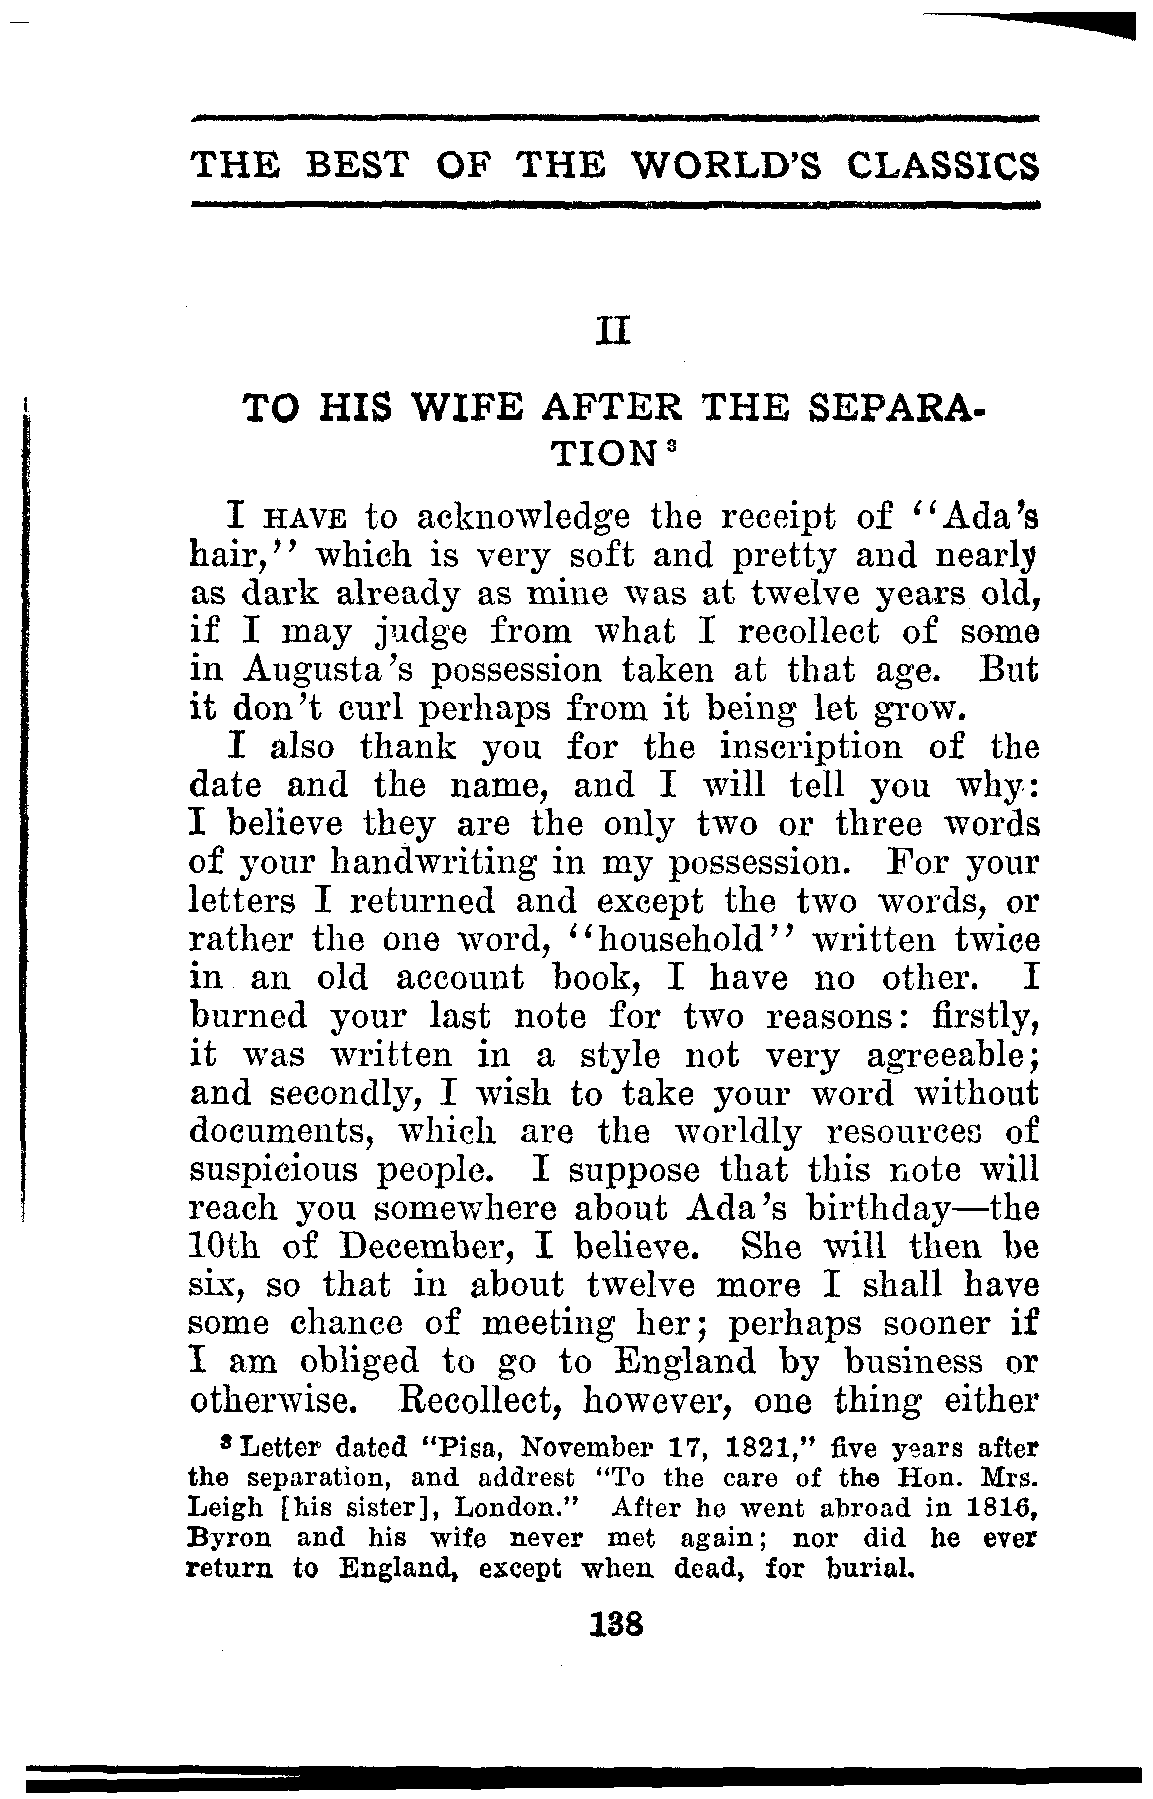 THE BEST OF THE WORLD'S CLASSICS
II
TO HIS WIFE AFTER THE SEPARA-
TION ³
I HAVE to acknowledge the receipt of "Ada's
hair," which is very soft and pretty and nearly
as dark already as mine was at twelve years old,
if I may judge from what I recollect of some
in Augusta's possession taken at that age. But
it don't curl perhaps from it being let grow.
I also thank you for the inscription of the
date and the name, and I will tell you why:
I believe they are the only two or three words
of your handwriting in my possession. For your
letters I returned and except the two words, or
rather the one word, "household" written twice
in an old account book, I have no other. I
burned your last note for two reasons: firstly,
it was written in a style not very agreeable;
and secondly, I wish to take your word without
documents, which are the worldly resources of
suspicious people. I suppose that this note will
reach you somewhere about Ada's birthday—the
10th of December, I believe. She will then be
six, so that in about twelve more I shall have
some chance of meeting her; perhaps sooner if
I am obliged to go to England by business or
otherwise. Recollect, however, one thing either
³ Letter dated "Pisa, November 17, 1821," five years after
the separation, and addrest "To the care of the Hon. Mrs.
Leigh [his sister], London." After he went abroad in 1816,
Byron and his wife never met again; nor did he ever
return to England, except when dead, for burial.
138